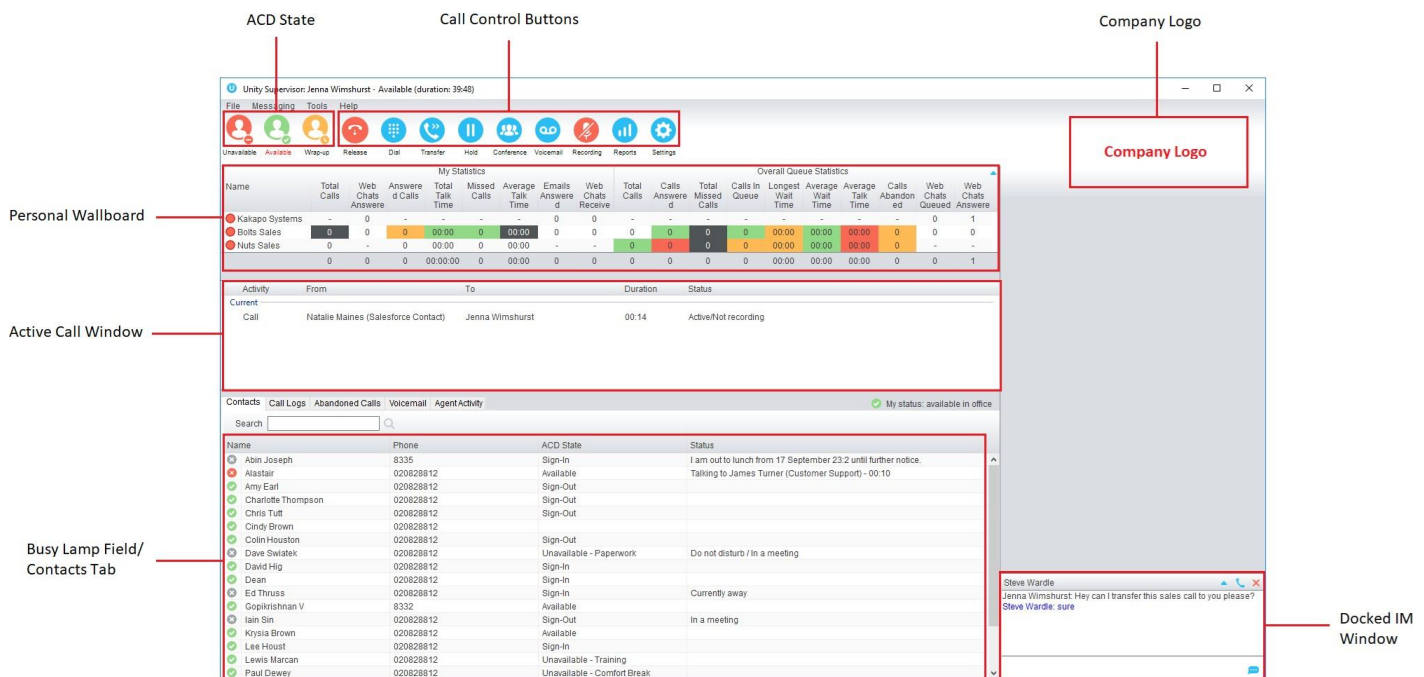 ACD State
Call Control Buttons
Company Logo
Unity Supervisor: Jenna Wimshurst - Available (duration: 39:48)
File Messaging Tools Help
Unavailable Available Wrap-up Release Dial Transfer Hold Conference Voicemail Recording Reports Settings
Company Logo
My Statistics Overall Queue Statistics
Name Total Web Answere Total Missed Average Emails Web Total Calls Total Calls In Longest Average Average Calls Web Web
Calls Chats d Calls Talk Calls Talk Answere Chats Calls Answere Missed Queue Wait Wait Talk Abandon Chats Chats
Answere Time Time d Receive d Calls Time Time Time ed Queued Answere
Personal Wallboard
Kakapo Systems - 0 - - - - 0 0 - - - - - - - - 0 1
Bolts Sales 0 0 0 00:00 0 00:00 0 0 0 0 0 0 00:00 00:00 00:00 0 0 0
Nuts Sales 0 - 0 00:00 0 00:00 - - 0 0 0 0 00:00 00:00 00:00 0 - -
0 0 0 00:00:00 0 00:00 0 0 0 0 0 0 00:00 00:00 00:00 0 0 1
Activity From To Duration Status
Current
Call Natalie Maines (Salesforce Contact) Jenna Wimshurst 00:14 Active/Not recording
Active Call Window
Contacts Call Logs Abandoned Calls Voicemail Agent Activity My status: available in office
Search
Name Phone ACD State Status
Abin Joseph 8335 Sign-In I am out to lunch from 17 September 23:2 until further notice.
Alastair 020828812 Available Talking to James Turner (Customer Support) - 00:10
Amy Earl 020828812 Sign-Out
Charlotte Thompson 020828812 Sign-Out
Chris Tutt 020828812 Sign-Out
Cindy Brown 020828812
Colin Houston 020828812 Sign-Out
Dave Swiatek 020828812 Unavailable - Paperwork Do not disturb / In a meeting
David Hig 020828812 Sign-In
Dean 020828812 Sign-In
Ed Thruss 020828812 Sign-In Currently away
Gopikrishnan V 8332 Available
Iain Sin 020828812 Sign-Out In a meeting
Krysia Brown 020828812 Available
Lee Houst 020828812 Sign-In
Lewis Marcan 020828812 Unavailable - Training
Paul Dewey 020828812 Unavailable - Comfort Break
Busy Lamp Field/
Contacts Tab
Steve Wardle
Jenna Wimshurst: Hey can I transfer this sales call to you please?
Steve Wardle: sure
Docked IM
Window